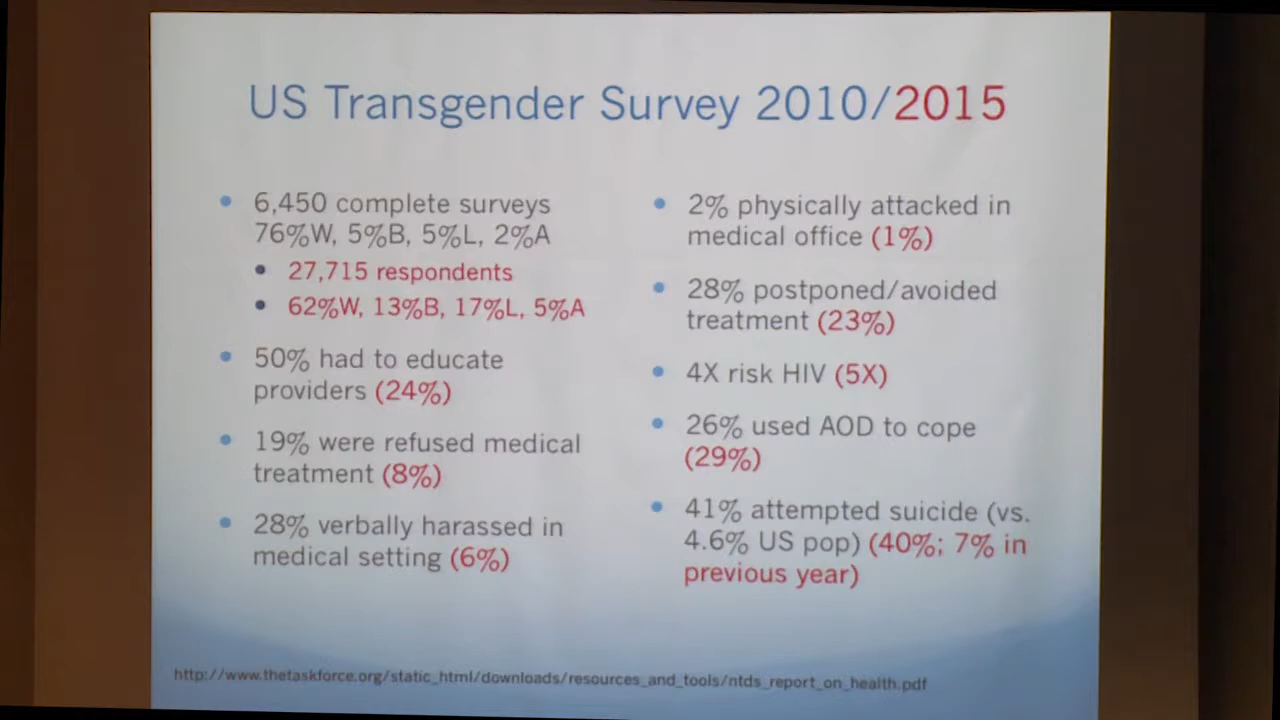 US Transgender Survey 2010/2015
6,450 complete surveys
76%W, 5%B, 5%L, 2%A
27,715 respondents
62%W, 13%B, 17%L, 5%A
50% had to educate
providers (24%)
19% were refused medical
treatment (8%)
28% verbally harassed in
medical setting (6%)
2% physically attacked in
medical office (1%)
28% postponed/avoided
treatment (23%)
4X risk HIV (5X)
26% used AOD to cope
(29%)
41% attempted suicide (vs.
4.6% US pop) (40%; 7% in
previous year)
http://www.thetaskforce.org/static_html/downloads/resources_and_tools/ntds_report_on_health.pdf